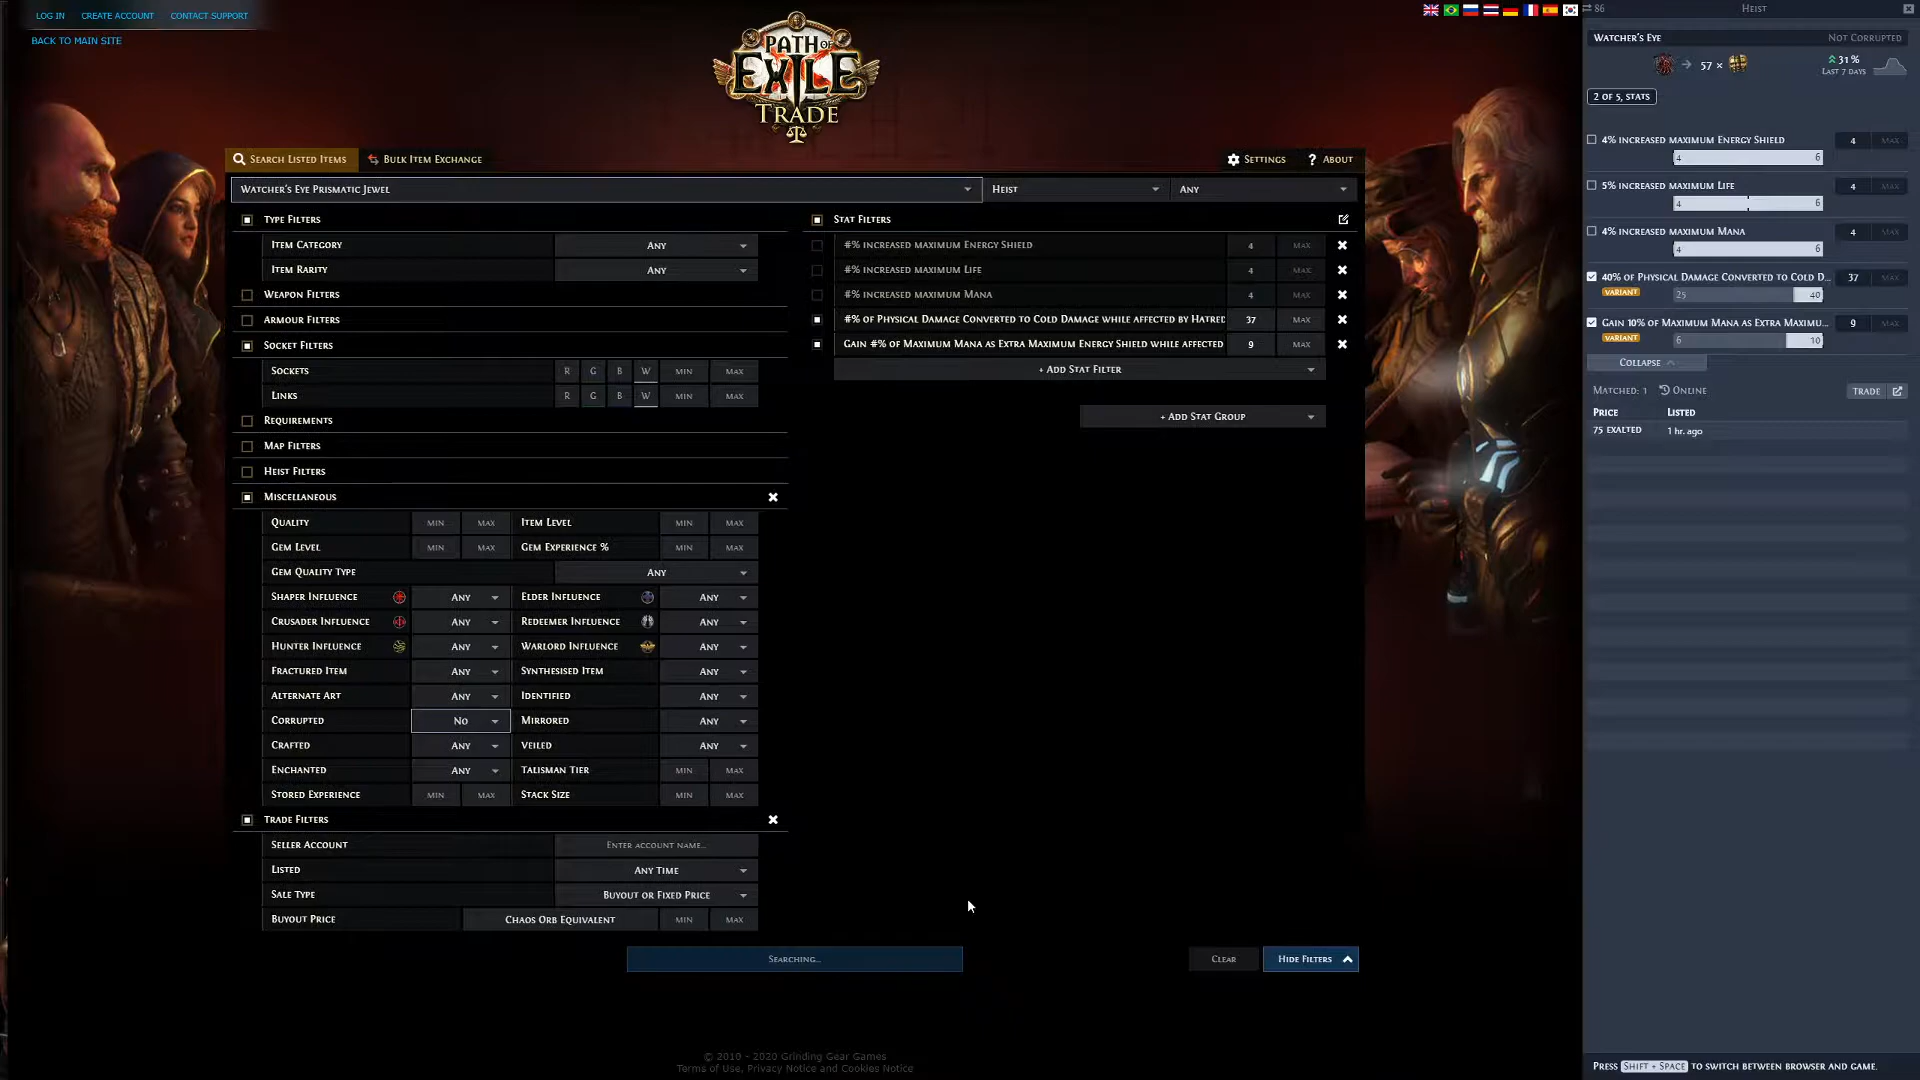 LOG IN CREATE ACCOUNT CONTACT SUPPORT
BACK TO MAIN SITE
PATH OF EXILE TRADE
SEARCH LISTED ITEMS
BULK ITEM EXCHANGE
SETTINGS
? ABOUT
WATCHER'S EYE PRISMATIC JEWEL
HEIST
ANY
TYPE FILTERS
ITEM CATEGORY ANY
ITEM RARITY ANY
WEAPON FILTERS
ARMOUR FILTERS
SOCKET FILTERS
SOCKETS R G B W MIN MAX
LINKS R G B W MIN MAX
REQUIREMENTS
MAP FILTERS
HEIST FILTERS
MISCELLANEOUS
QUALITY MIN MAX ITEM LEVEL MIN MAX
GEM LEVEL MIN MAX GEM EXPERIENCE % MIN MAX
GEM QUALITY TYPE ANY
SHAPER INFLUENCE ANY ELDER INFLUENCE ANY
CRUSADER INFLUENCE ANY REDEEMER INFLUENCE ANY
HUNTER INFLUENCE ANY WARLORD INFLUENCE ANY
FRACTURED ITEM ANY SYNTHESISED ITEM ANY
ALTERNATE ART ANY IDENTIFIED ANY
CORRUPTED NO MIRRORED ANY
CRAFTED ANY VEILED ANY
ENCHANTED ANY TALISMAN TIER MIN MAX
STORED EXPERIENCE MIN MAX STACK SIZE MIN MAX
TRADE FILTERS
SELLER ACCOUNT ENTER ACCOUNT NAME...
LISTED ANY TIME
SALE TYPE BUYOUT OR FIXED PRICE
BUYOUT PRICE CHAOS ORB EQUIVALENT MIN MAX
STAT FILTERS
#% INCREASED MAXIMUM ENERGY SHIELD 4 MAX
#% INCREASED MAXIMUM LIFE 4 MAX
#% INCREASED MAXIMUM MANA 4 MAX
#% OF PHYSICAL DAMAGE CONVERTED TO COLD DAMAGE WHILE AFFECTED BY HATRED 37 MAX
GAIN #% OF MAXIMUM MANA AS EXTRA MAXIMUM ENERGY SHIELD WHILE AFFECTED 9 MAX
+ ADD STAT FILTER
+ ADD STAT GROUP
SEARCHING...
CLEAR
HIDE FILTERS
© 2010 - 2020 Grinding Gear Games
Terms of Use, Privacy Notice and Cookies Notice
86 HEIST
WATCHER'S EYE NOT CORRUPTED
57 ×
31 %
LAST 7 DAYS
2 OF 5, STATS
4% INCREASED MAXIMUM ENERGY SHIELD 4 MAX
4 6
5% INCREASED MAXIMUM LIFE 4 MAX
4 6
4% INCREASED MAXIMUM MANA 4 MAX
4 6
40% OF PHYSICAL DAMAGE CONVERTED TO COLD D... 37 MAX
VARIANT 25 40
GAIN 10% OF MAXIMUM MANA AS EXTRA MAXIMU... 9 MAX
VARIANT 6 10
COLLAPSE
MATCHED: 1 ONLINE TRADE
PRICE LISTED
75 EXALTED 1 hr. ago
PRESS SHIFT + SPACE TO SWITCH BETWEEN BROWSER AND GAME.